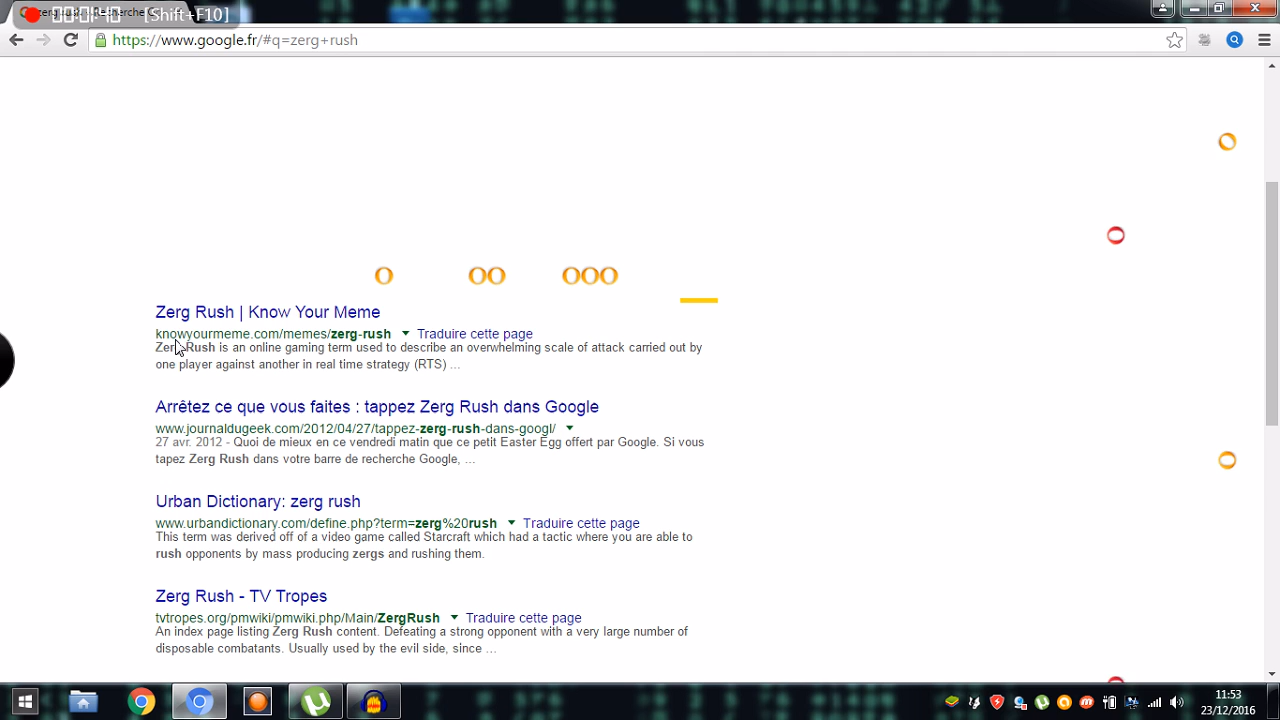 [Shift+F10]
https://www.google.fr/#q=zerg+rush
O OO OOO
Zerg Rush | Know Your Meme
knowyourmeme.com/memes/zerg-rush ▼ Traduire cette page
Zerg Rush is an online gaming term used to describe an overwhelming scale of attack carried out by
one player against another in real time strategy (RTS) ...
Arrêtez ce que vous faites : tappez Zerg Rush dans Google
www.journaldugeek.com/2012/04/27/tappez-zerg-rush-dans-googl/ ▼
27 avr. 2012 - Quoi de mieux en ce vendredi matin que ce petit Easter Egg offert par Google. Si vous
tapez Zerg Rush dans votre barre de recherche Google, ...
Urban Dictionary: zerg rush
www.urbandictionary.com/define.php?term=zerg%20rush ▼ Traduire cette page
This term was derived off of a video game called Starcraft which had a tactic where you are able to
rush opponents by mass producing zergs and rushing them.
Zerg Rush - TV Tropes
tvtropes.org/pmwiki/pmwiki.php/Main/ZergRush ▼ Traduire cette page
An index page listing Zerg Rush content. Defeating a strong opponent with a very large number of
disposable combatants. Usually used by the evil side, since ...
11:53
23/12/2016